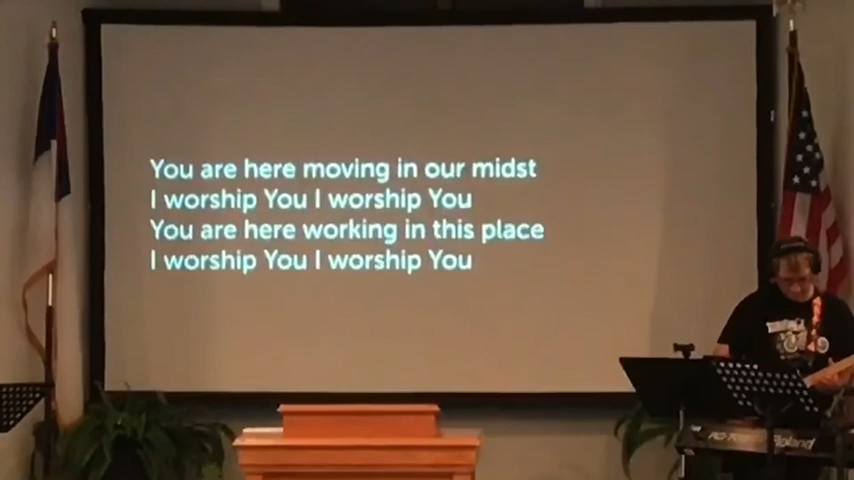 You are here moving in our midst
I worship You I worship You
You are here working in this place
I worship You I worship You
Roland